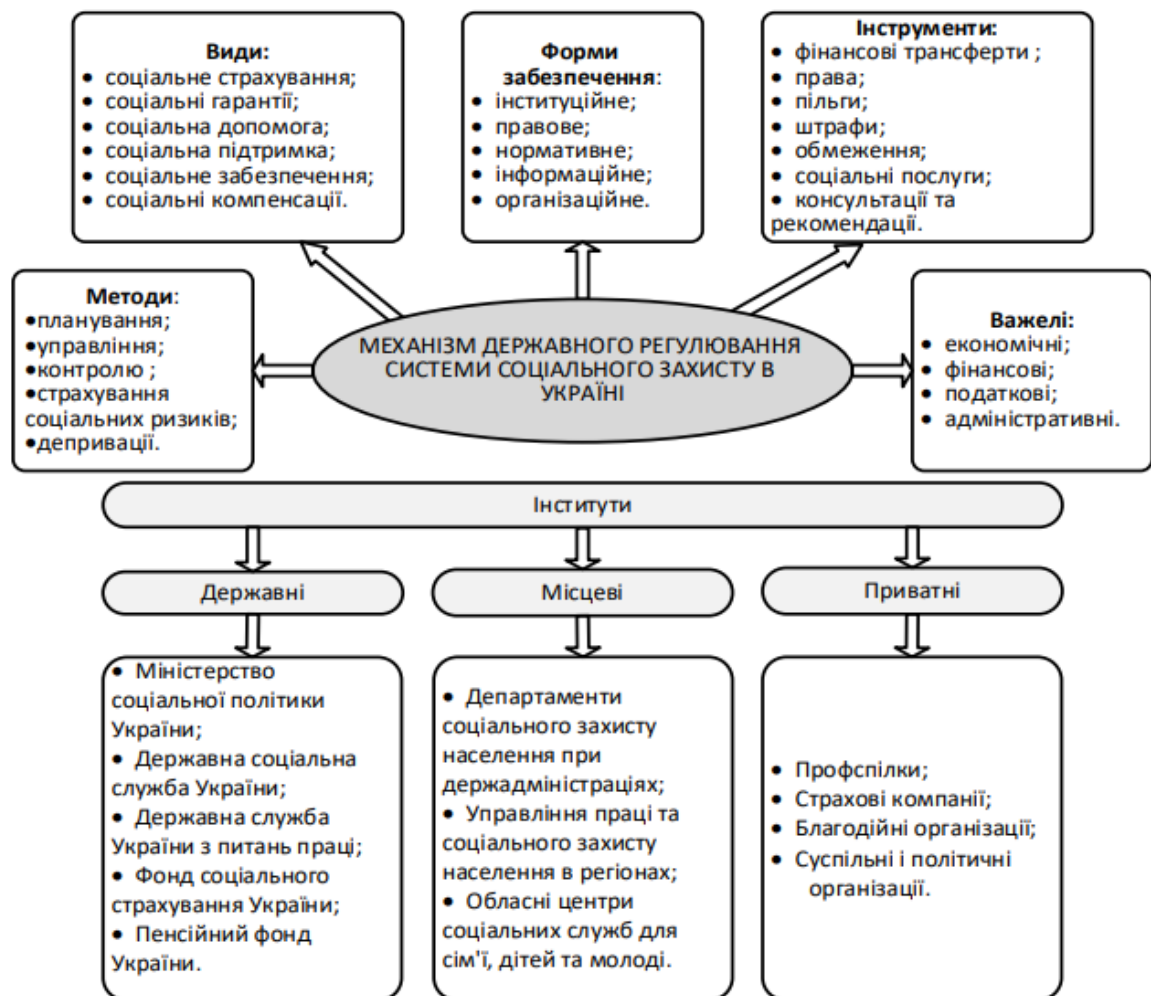 Види:
• соціальне страхування;
• соціальні гарантії;
• соціальна допомога;
• соціальна підтримка;
• соціальне забезпечення;
• соціальні компенсації.
Форми
забезпечення:
• інституційне;
• правове;
• нормативне;
• інформаційне;
• організаційне.
Інструменти:
• фінансові трансферти ;
• права;
• пільги;
• штрафи;
• обмеження;
• соціальні послуги;
• консультації та
рекомендації.
Методи:
•планування;
•управління;
•контролю ;
•страхування
соціальних ризиків;
•депривації.
МЕХАНІЗМ ДЕРЖАВНОГО РЕГУЛЮВАННЯ
СИСТЕМИ СОЦІАЛЬНОГО ЗАХИСТУ В
УКРАЇНІ
Важелі:
• економічні;
• фінансові;
• податкові;
• адміністративні.
Інститути
Державні
Місцеві
Приватні
• Міністерство
соціальної політики
України;
• Державна соціальна
служба України;
• Державна служба
України з питань праці;
• Фонд соціального
страхування України;
• Пенсійний фонд
України.
• Департаменти
соціального захисту
населення при
держадміністраціях;
• Управління праці та
соціального захисту
населення в регіонах;
• Обласні центри
соціальних служб для
сім'ї, дітей та молоді.
• Профспілки;
• Страхові компанії;
• Благодійні організації;
• Суспільні і політичні
організації.